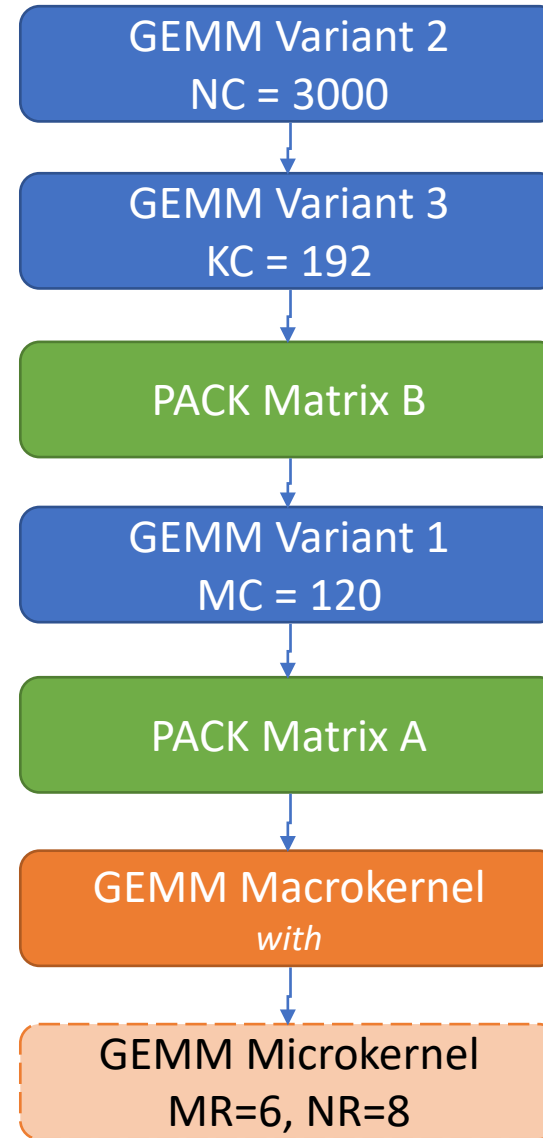 GEMM Variant 2
NC = 3000
GEMM Variant 3
KC = 192
PACK Matrix B
GEMM Variant 1
MC = 120
PACK Matrix A
GEMM Macrokernel
with
GEMM Microkernel
MR=6, NR=8